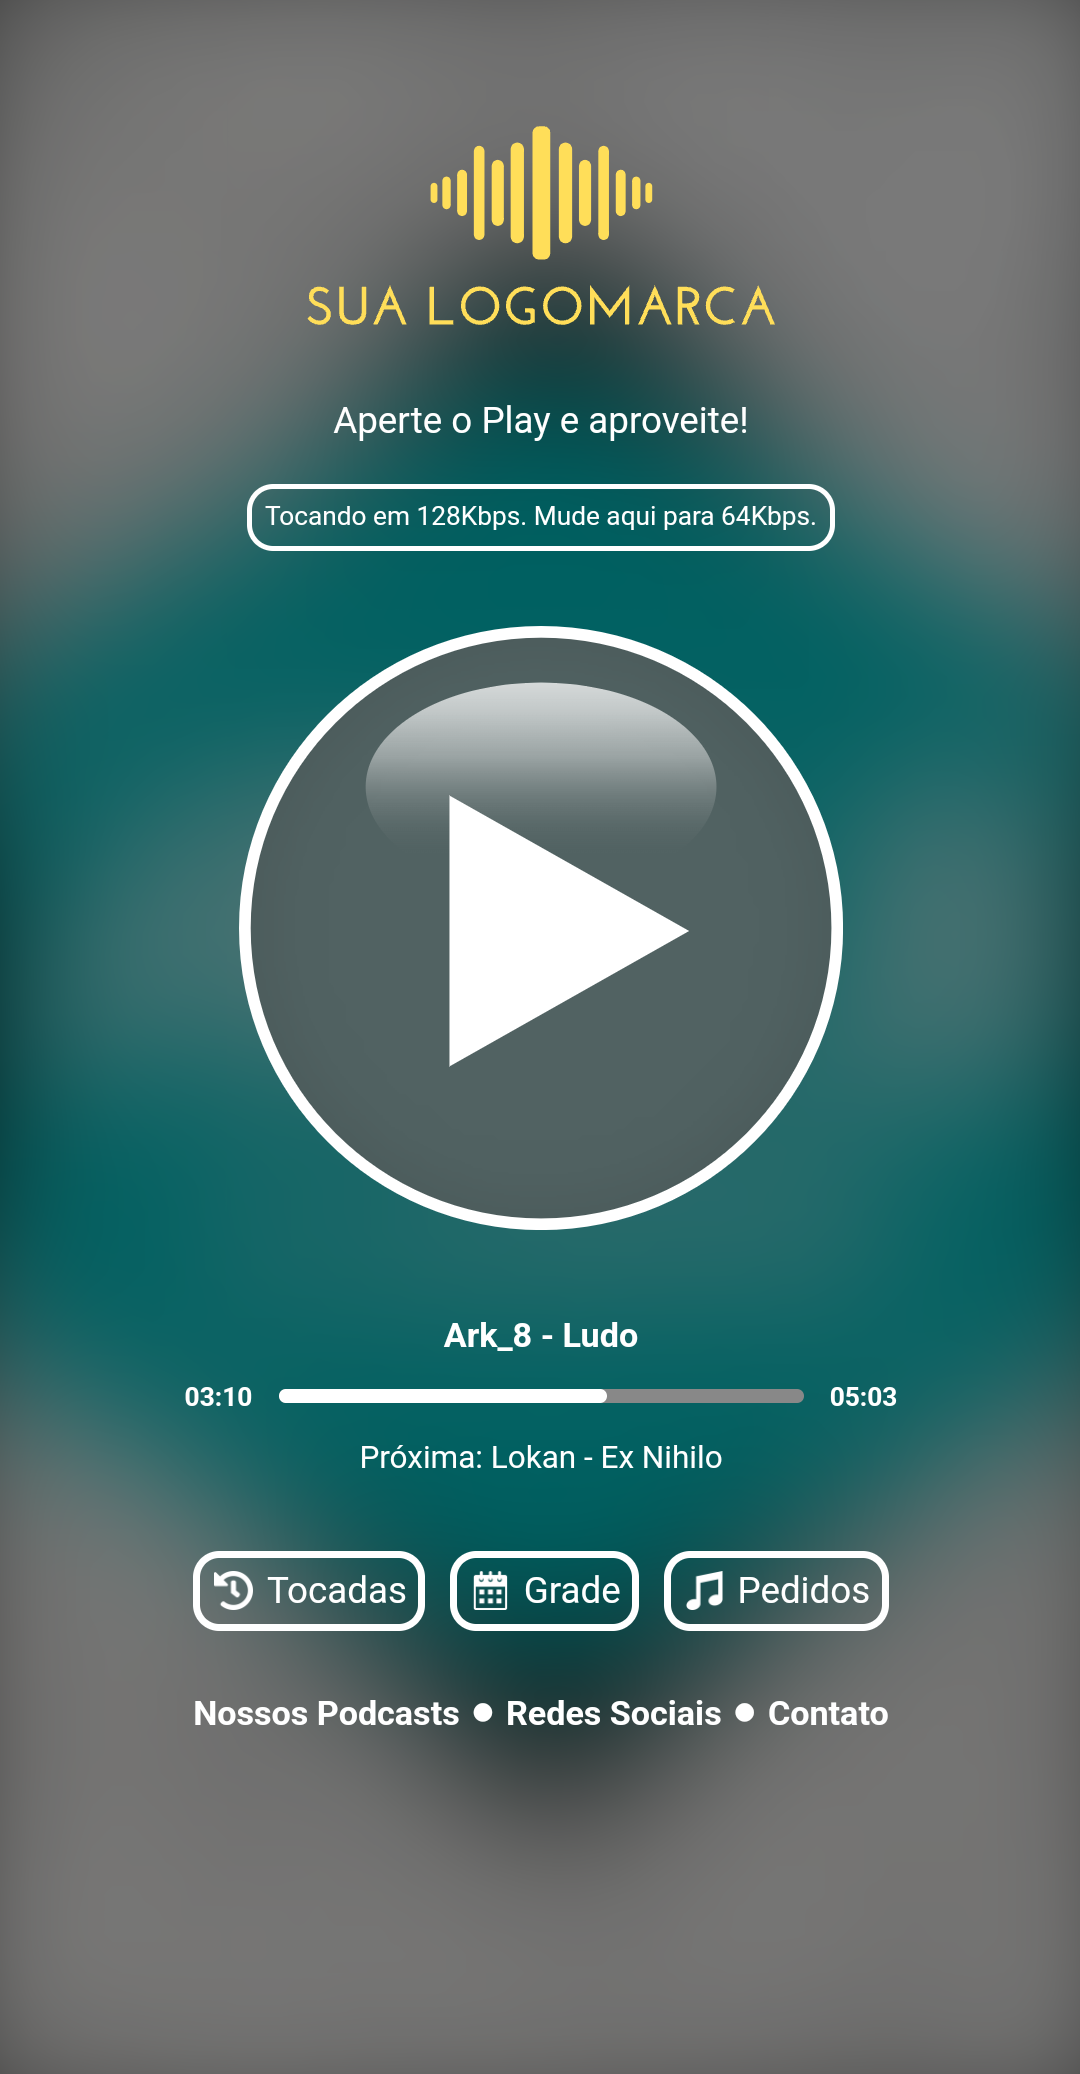 SUA LOGOMARCA
Aperte o Play e aproveite!
Tocando em 128Kbps. Mude aqui para 64Kbps.
Ark_8 - Ludo
03:10 05:03
Próxima: Lokan - Ex Nihilo
Tocadas Grade Pedidos
Nossos Podcasts ● Redes Sociais ● Contato